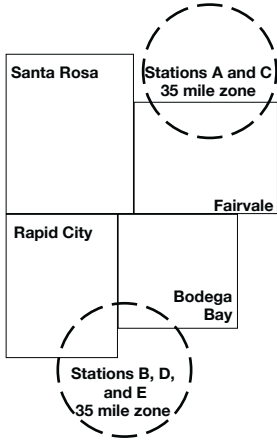 Santa Rosa
Stations A and C
35 mile zone
Fairvale
Rapid City
Bodega
Bay
Stations B, D,
and E
35 mile zone